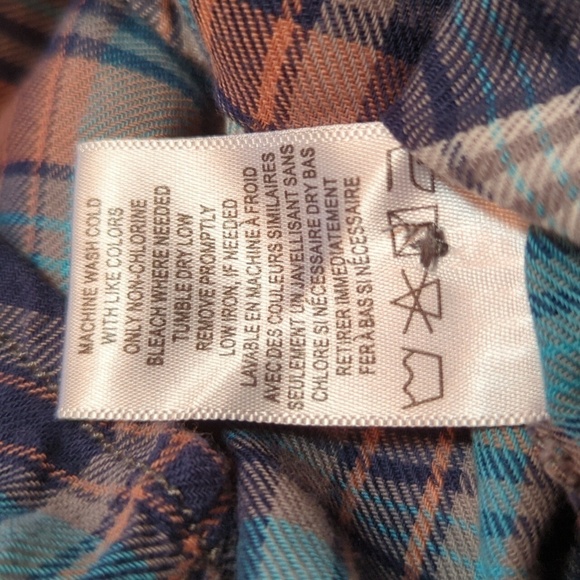 MACHINE WASH COLD
WITH LIKE COLORS
ONLY NON-CHLORINE
BLEACH WHERE NEEDED
TUMBLE DRY LOW
REMOVE PROMPTLY
LOW IRON, IF NEEDED
LAVABLE EN MACHINE À FROID
AVEC DES COULEURS SIMILAIRES
SEULEMENT UN JAVELLISANT SANS
CHLORE SI NÉCESSAIRE DRY BAS
RETIRER IMMÉDIATEMENT
FER À BAS SI NÉCESSAIRE